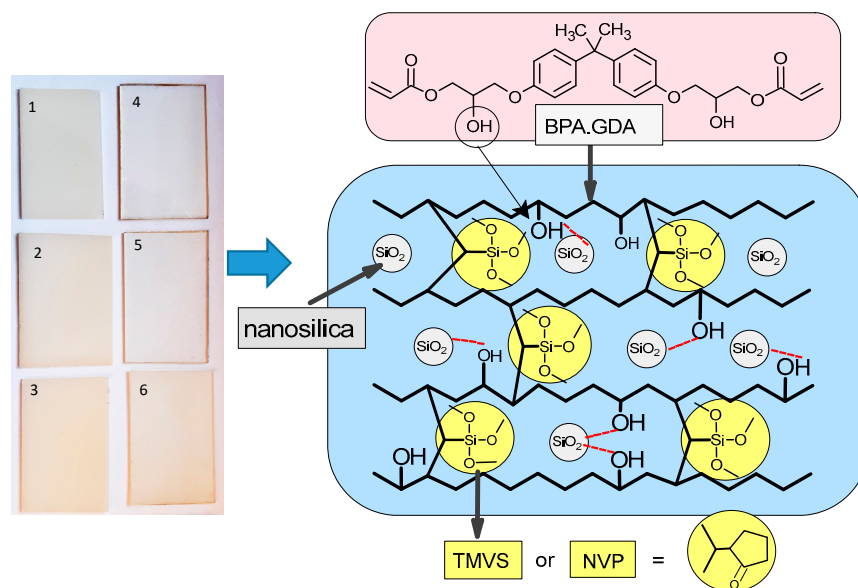 1
4
2
5
3
6
H₃C CH₃
O
O
O
O
O
O
OH
OH
BPA.GDA
OH
OH
O
Si
O
O
O
Si
O
O
SiO₂
SiO₂
SiO₂
nanosilica
O
Si
O
O
OH
SiO₂
OH
SiO₂
SiO₂
OH
O
Si
O
O
OH
SiO₂
OH
OH
O
Si
O
O
TMVS or NVP =
O